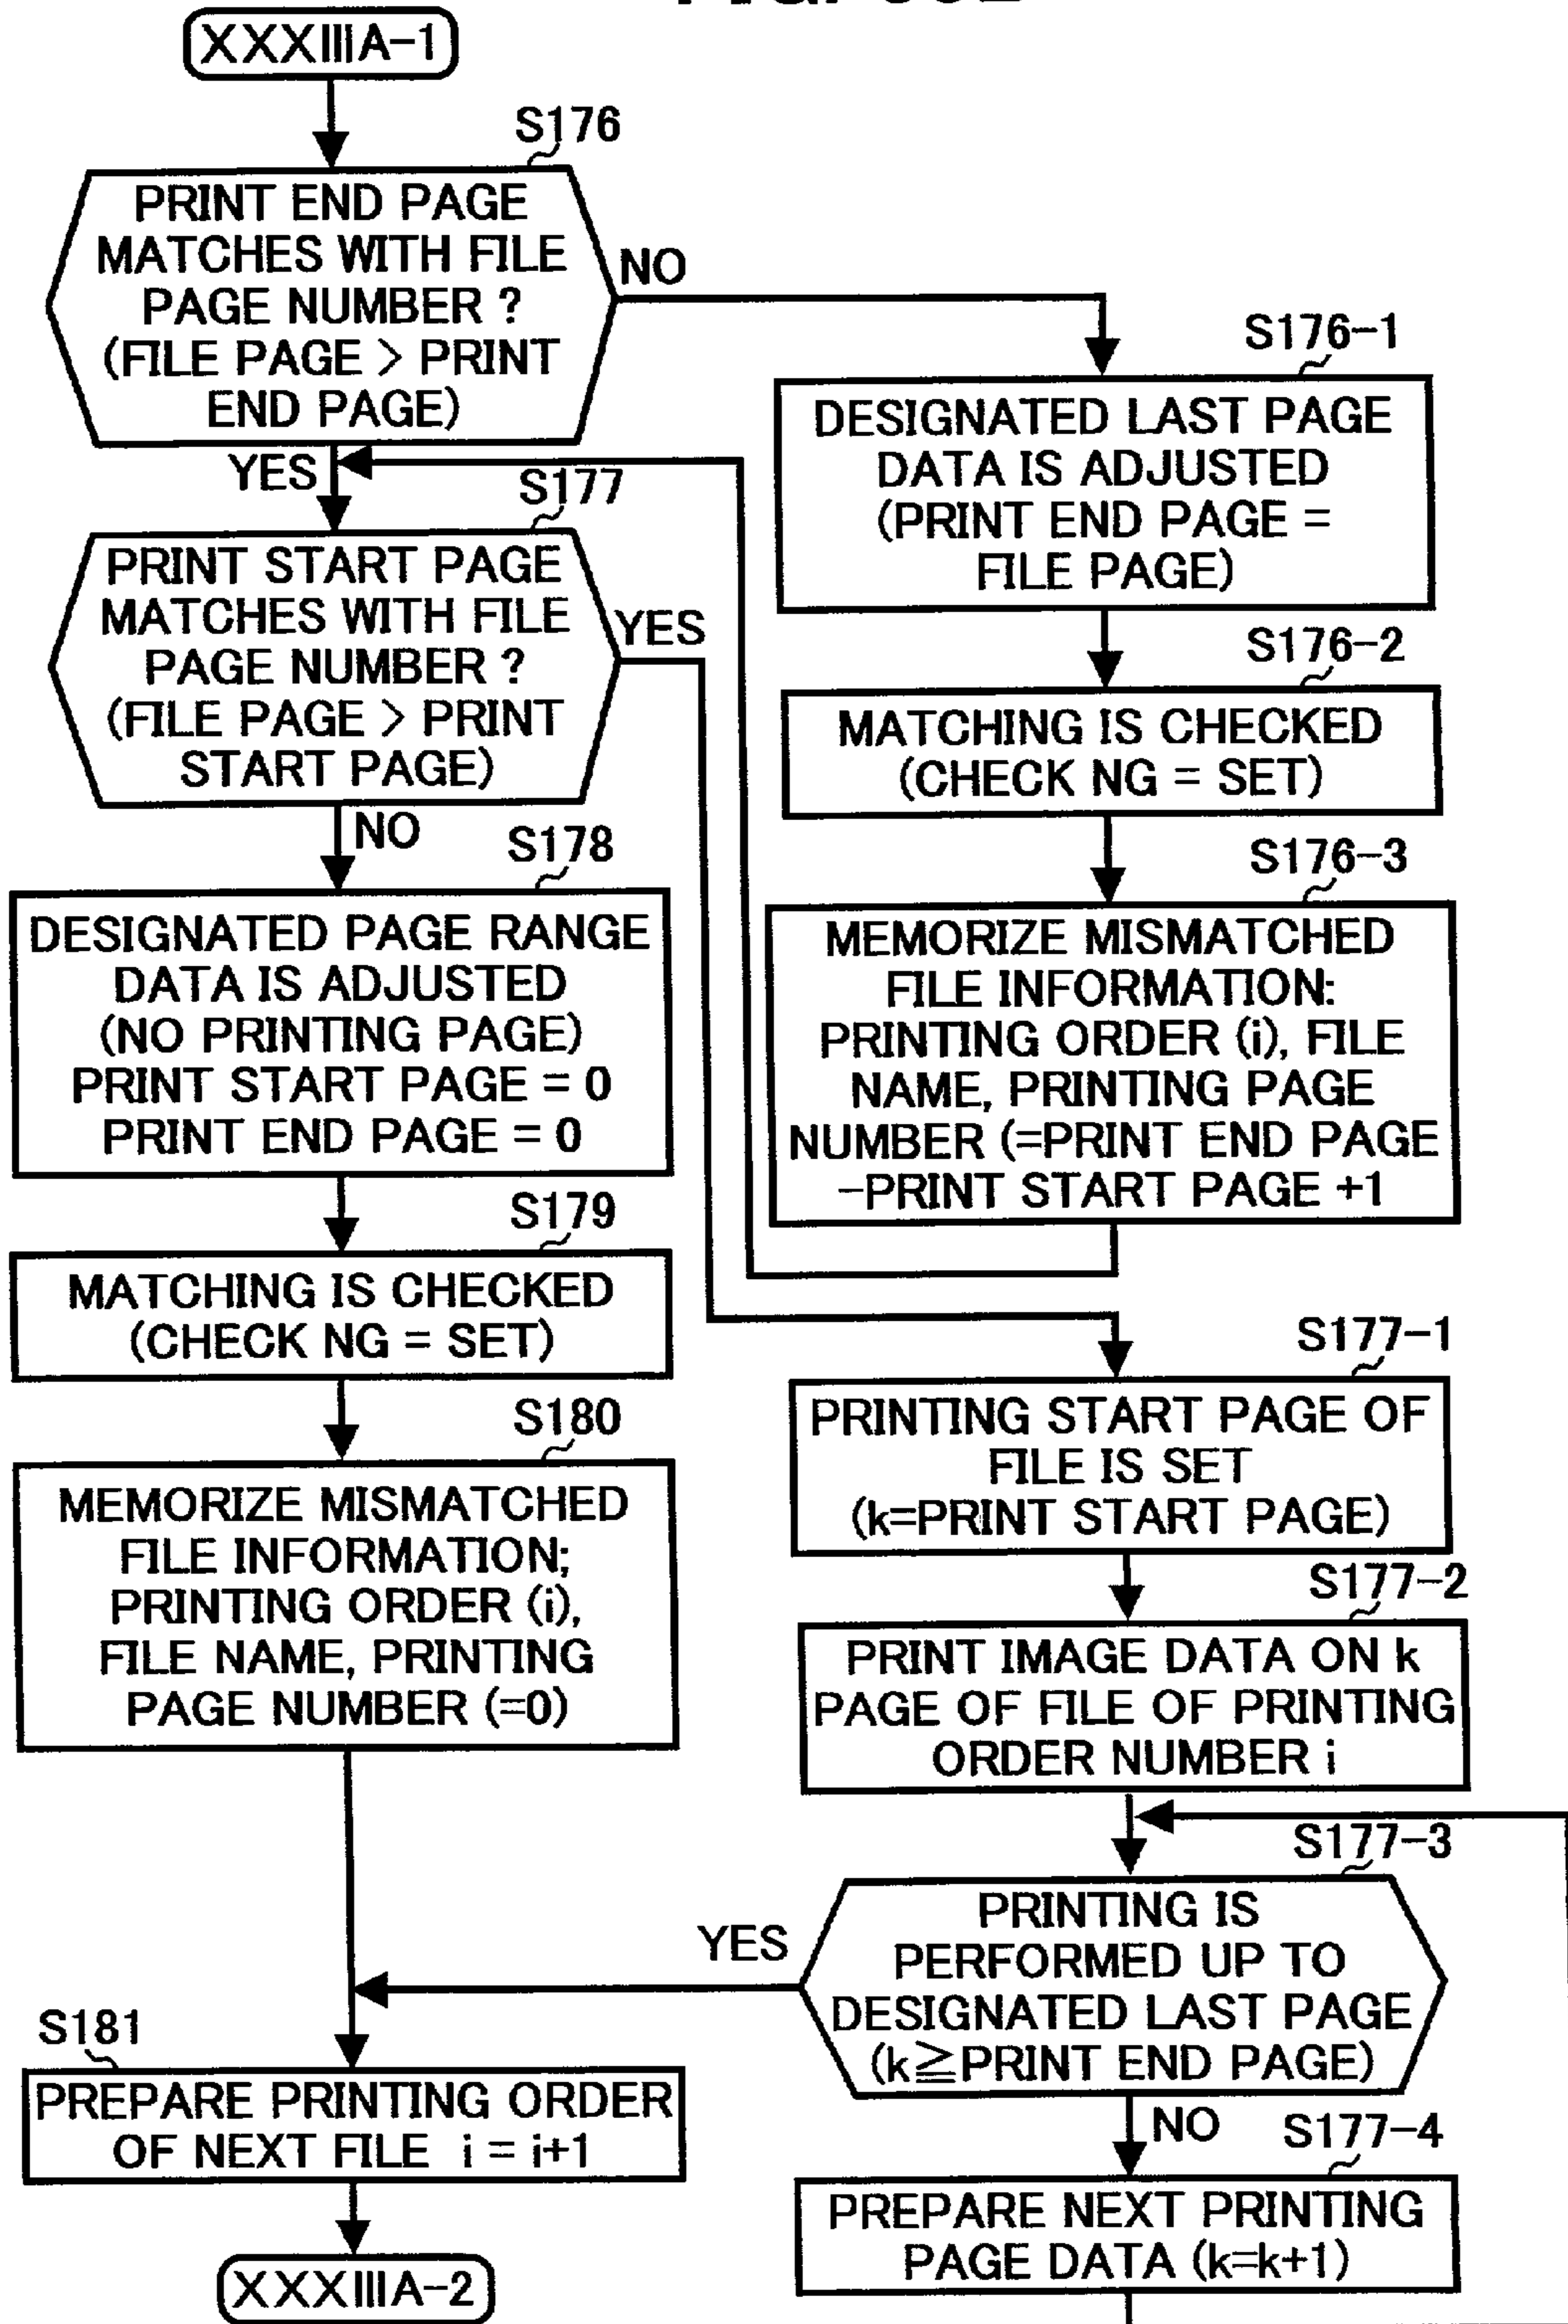 XXXIIIA-1
S176
PRINT END PAGE
MATCHES WITH FILE
PAGE NUMBER ?
(FILE PAGE > PRINT
END PAGE)
NO
YES
S176-1
DESIGNATED LAST PAGE
DATA IS ADJUSTED
(PRINT END PAGE =
FILE PAGE)
S176-2
MATCHING IS CHECKED
(CHECK NG = SET)
S176-3
MEMORIZE MISMATCHED
FILE INFORMATION:
PRINTING ORDER (i), FILE
NAME, PRINTING PAGE
NUMBER (=PRINT END PAGE
-PRINT START PAGE +1
S177
PRINT START PAGE
MATCHES WITH FILE
PAGE NUMBER ?
(FILE PAGE > PRINT
START PAGE)
YES
NO
S178
DESIGNATED PAGE RANGE
DATA IS ADJUSTED
(NO PRINTING PAGE)
PRINT START PAGE = 0
PRINT END PAGE = 0
S179
MATCHING IS CHECKED
(CHECK NG = SET)
S180
MEMORIZE MISMATCHED
FILE INFORMATION;
PRINTING ORDER (i),
FILE NAME, PRINTING
PAGE NUMBER (=0)
S177-1
PRINTING START PAGE OF
FILE IS SET
(k=PRINT START PAGE)
S177-2
PRINT IMAGE DATA ON k
PAGE OF FILE OF PRINTING
ORDER NUMBER i
S177-3
PRINTING IS
PERFORMED UP TO
DESIGNATED LAST PAGE
(k≧PRINT END PAGE)
YES
NO
S177-4
PREPARE NEXT PRINTING
PAGE DATA (k=k+1)
S181
PREPARE PRINTING ORDER
OF NEXT FILE i = i+1
XXXIIIA-2